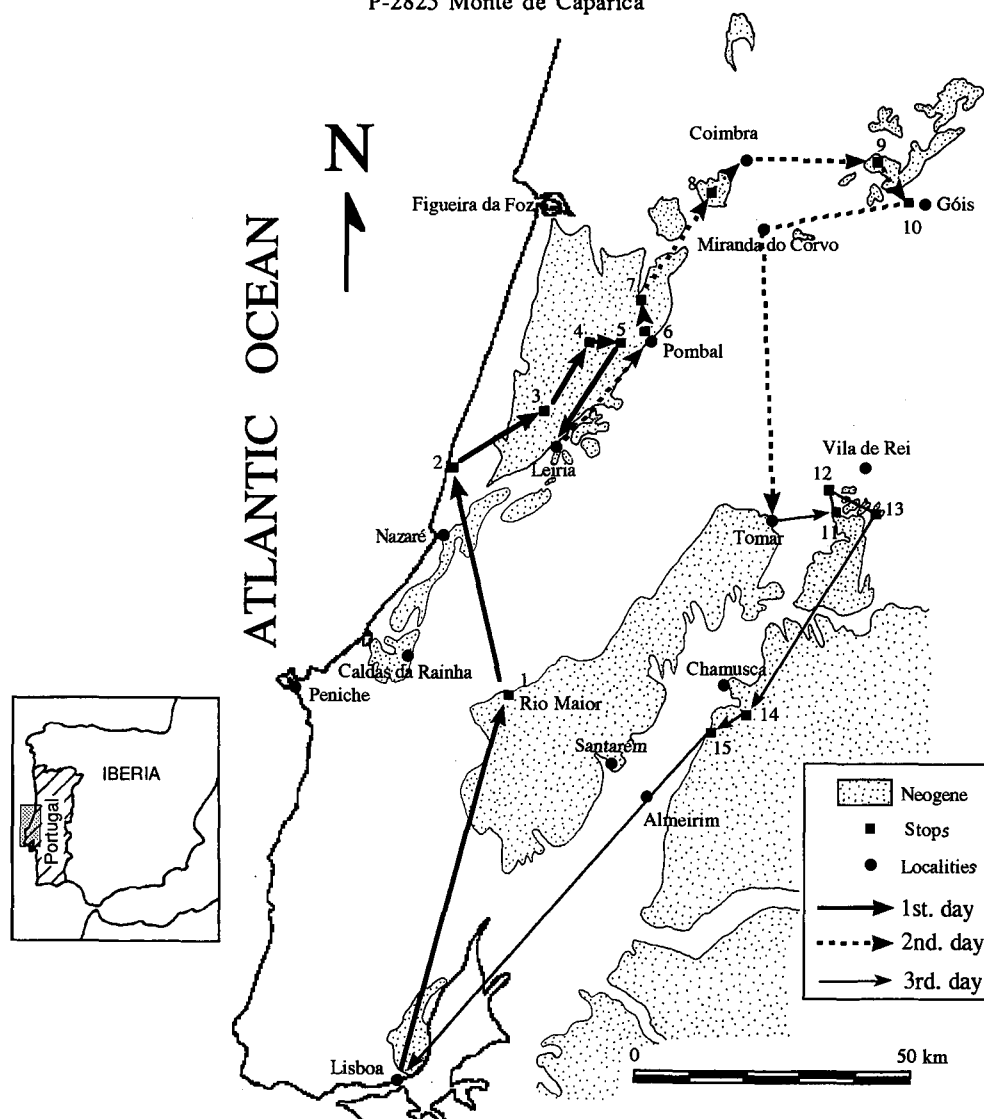 P-2825 Monte de Caparica
N
ATLANTIC OCEAN
Coimbra
9
8
Figueira da Foz
Góis
10
Miranda do Corvo
7
4
5
6
Pombal
3
2
Leiria
Vila de Rei
12
13
11
Nazaré
Tomar
Caldas da Rainha
Peniche
1
Rio Maior
Chamusca
14
15
Santarém
Almeirim
IBERIA
Portugal
Neogene
Stops
Localities
1st. day
2nd. day
3rd. day
Lisboa
0
50 km